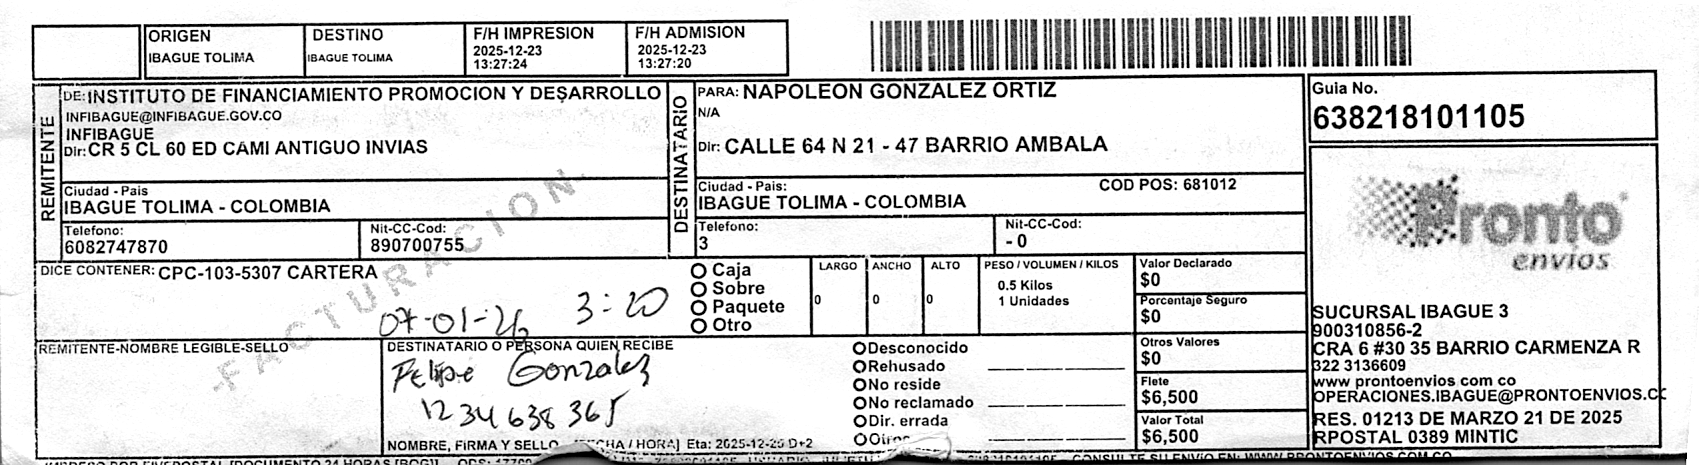 ORIGEN
IBAGUE TOLIMA
DESTINO
IBAGUE TOLIMA
F/H IMPRESION
2025-12-23
13:27:24
F/H ADMISION
2025-12-23
13:27:20
REMITENTE
DE: INSTITUTO DE FINANCIAMIENTO PROMOCION Y DESARROLLO
INFIBAGUE@INFIBAGUE.GOV.CO
INFIBAGUE
Dir: CR 5 CL 60 ED CAMI ANTIGUO INVIAS
Ciudad - Pais
IBAGUE TOLIMA - COLOMBIA
Telefono:
6082747870
Nit-CC-Cod:
890700755
DESTINATARIO
PARA: NAPOLEON GONZALEZ ORTIZ
N/A
Dir: CALLE 64 N 21 - 47 BARRIO AMBALA
Ciudad - Pais:
COD POS: 681012
IBAGUE TOLIMA - COLOMBIA
Telefono:
3
Nit-CC-Cod:
- 0
Guia No.
638218101105
Pronto
envios
SUCURSAL IBAGUE 3
900310856-2
CRA 6 #30 35 BARRIO CARMENZA R
322 3136609
www prontoenvios com co
OPERACIONES.IBAGUE@PRONTOENVIOS.CC
RES. 01213 DE MARZO 21 DE 2025
RPOSTAL 0389 MINTIC
DICE CONTENER: CPC-103-5307 CARTERA
FACTURACION
07-01-26 3:20
Caja
Sobre
Paquete
Otro
LARGO
0
ANCHO
0
ALTO
0
PESO / VOLUMEN / KILOS
0.5 Kilos
1 Unidades
Valor Declarado
$0
Porcentaje Seguro
$0
Otros Valores
$0
Flete
$6,500
Valor Total
$6,500
REMITENTE-NOMBRE LEGIBLE-SELLO
DESTINATARIO O PERSONA QUIEN RECIBE
Felipe Gonzalez
1234638365
NOMBRE, FIRMA Y SELLO [FECHA / HORA] Eta: 2025-12-25 D+2
Desconocido
Rehusado
No reside
No reclamado
Dir. errada
Otros